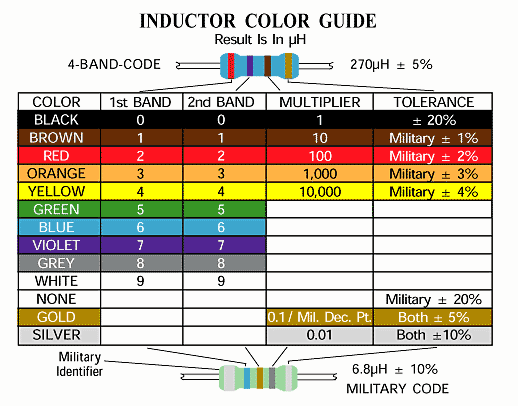 INDUCTOR COLOR GUIDE
Result Is In µH
4-BAND-CODE 270µH ± 5%
COLOR 1st BAND 2nd BAND MULTIPLIER TOLERANCE
BLACK 0 0 1 ± 20%
BROWN 1 1 10 Military ± 1%
RED 2 2 100 Military ± 2%
ORANGE 3 3 1,000 Military ± 3%
YELLOW 4 4 10,000 Military ± 4%
GREEN 5 5
BLUE 6 6
VIOLET 7 7
GREY 8 8
WHITE 9 9
NONE Military ± 20%
GOLD 0.1/ Mil. Dec. Pt. Both ± 5%
SILVER 0.01 Both ±10%
Military
Identifier
6.8µH ± 10%
MILITARY CODE